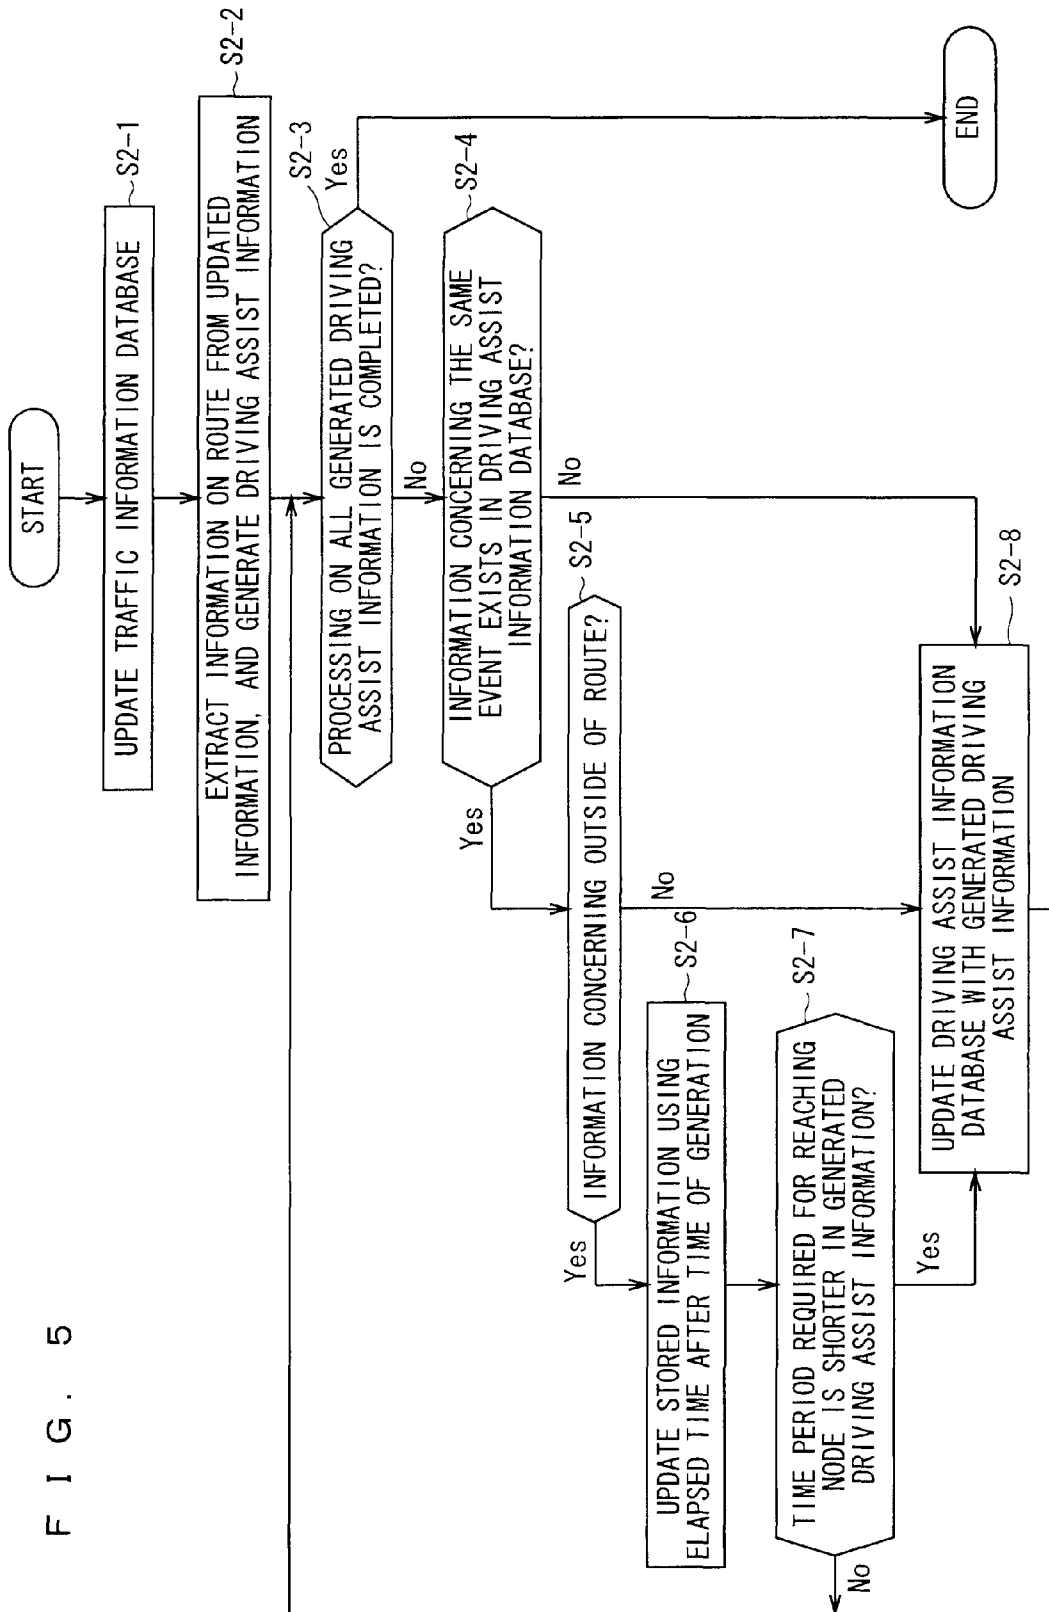 FIG. 5
START
UPDATE TRAFFIC INFORMATION DATABASE
S2-1
EXTRACT INFORMATION ON ROUTE FROM UPDATED
INFORMATION, AND GENERATE DRIVING ASSIST INFORMATION
S2-2
PROCESSING ON ALL GENERATED DRIVING
ASSIST INFORMATION IS COMPLETED?
S2-3
Yes
No
INFORMATION CONCERNING THE SAME
EVENT EXISTS IN DRIVING ASSIST
INFORMATION DATABASE?
S2-4
Yes
No
INFORMATION CONCERNING OUTSIDE OF ROUTE?
S2-5
Yes
No
UPDATE STORED INFORMATION USING
ELAPSED TIME AFTER TIME OF GENERATION
S2-6
TIME PERIOD REQUIRED FOR REACHING
NODE IS SHORTER IN GENERATED
DRIVING ASSIST INFORMATION?
S2-7
No
Yes
UPDATE DRIVING ASSIST INFORMATION
DATABASE WITH GENERATED DRIVING
ASSIST INFORMATION
S2-8
END